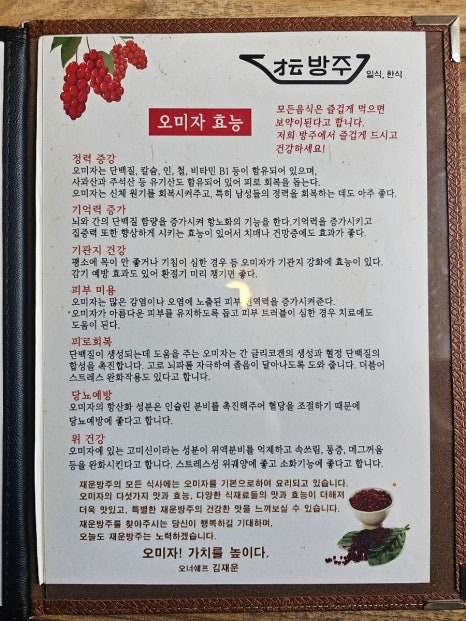 방주
일식, 한식
모든음식은 즐겁게 먹으면
보약이된다고 합니다.
저희 방주에서 즐겁게 드시고
건강하세요!
오미자 효능
정력 증강
오미자는 단백질, 칼슘, 인, 철, 비타민 B1 등이 함유되어 있으며,
사과산과 주석산 등 유기산도 함유되어 있어 피로 회복을 돕는다.
오미자는 신체 원기를 회복시켜주고, 특히 남성들의 정력을 회복하는 데도 아주 좋다.
기억력 증가
뇌와 간의 단백질 함량을 증가시켜 항노화의 기능을 한다.기억력을 증가시키고
집중력 또한 향상하게 시키는 효능이 있어서 치매나 건망증에도 효과가 좋다.
기관지 건강
평소에 목이 안 좋거나 기침이 심한 경우 등 오미자가 기관지 강화에 효능이 있다.
감기 예방 효과도 있어 환절기 미리 챙기면 좋다.
피부 미용
오미자는 많은 감염이나 오염에 노출된 피부 면역력을 증가시켜준다.
오미자가 아름다운 피부를 유지하도록 돕고 피부 트러블이 심한 경우 치료에도
도움이 된다.
피로회복
단백질이 생성되는데 도움을 주는 오미자는 간 글리코겐의 생성과 혈정 단백질의
합성을 촉진합니다. 고로 뇌파를 자극하여 졸음이 달아나도록 도와 줍니다. 더불어
스트레스 완화작용도 있다고 합니다.
당뇨예방
오미자의 항산화 성분은 인슐린 분비를 촉진해주어 혈당을 조절하기 때문에
당뇨예방에 좋다고 합니다.
위 건강
오미자에 있는 고미신이라는 성분이 위액분비를 억제하고 속쓰림, 통증, 메그꺼움
등을 완화시킨다고 합니다. 스트레스성 위궤양에 좋고 소화기능에 좋다고 합니다.
재운방주의 모든 식사에는 오미자를 기본으로하여 요리되고 있습니다.
오미자의 다섯가지 맛과 효능, 다양한 식재료들의 맛과 효능이 더해져
더욱 맛있고, 특별한 재운방주의 건강한 맛을 느껴보실 수 있습니다.
재운방주를 찾아주시는 당신이 행복하길 기대하며,
오늘도 재운방주는 노력하겠습니다.
오미자! 가치를 높이다.
오너쉐프 김재운